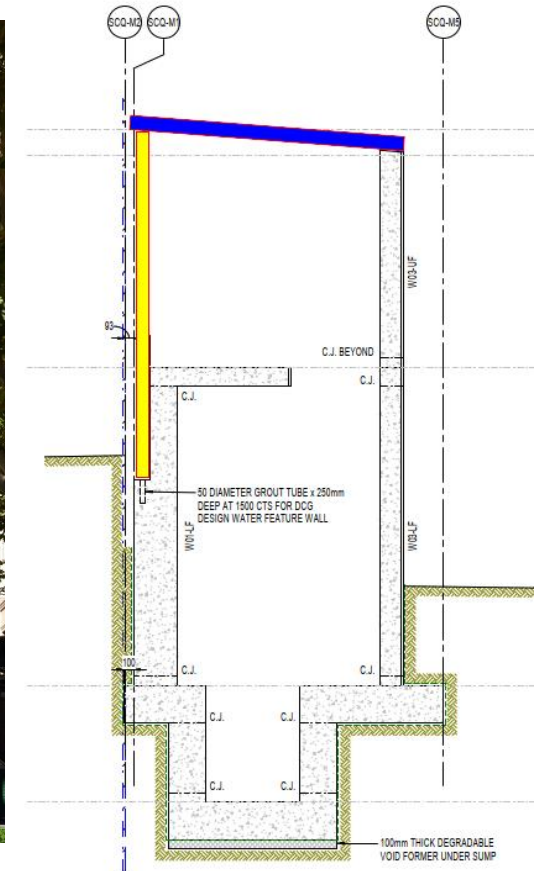 SCQ-M2 SCQ-M1 SCQ-M5
W03-UF
93
C.J. BEYOND
C.J.
C.J.
50 DIAMETER GROUT TUBE x 250mm
DEEP AT 1500 CTS FOR DCG
DESIGN WATER FEATURE WALL
W01-LF
W03-LF
100
C.J.
C.J.
C.J.
C.J.
C.J.
C.J.
100mm THICK DEGRADABLE
VOID FORMER UNDER SUMP